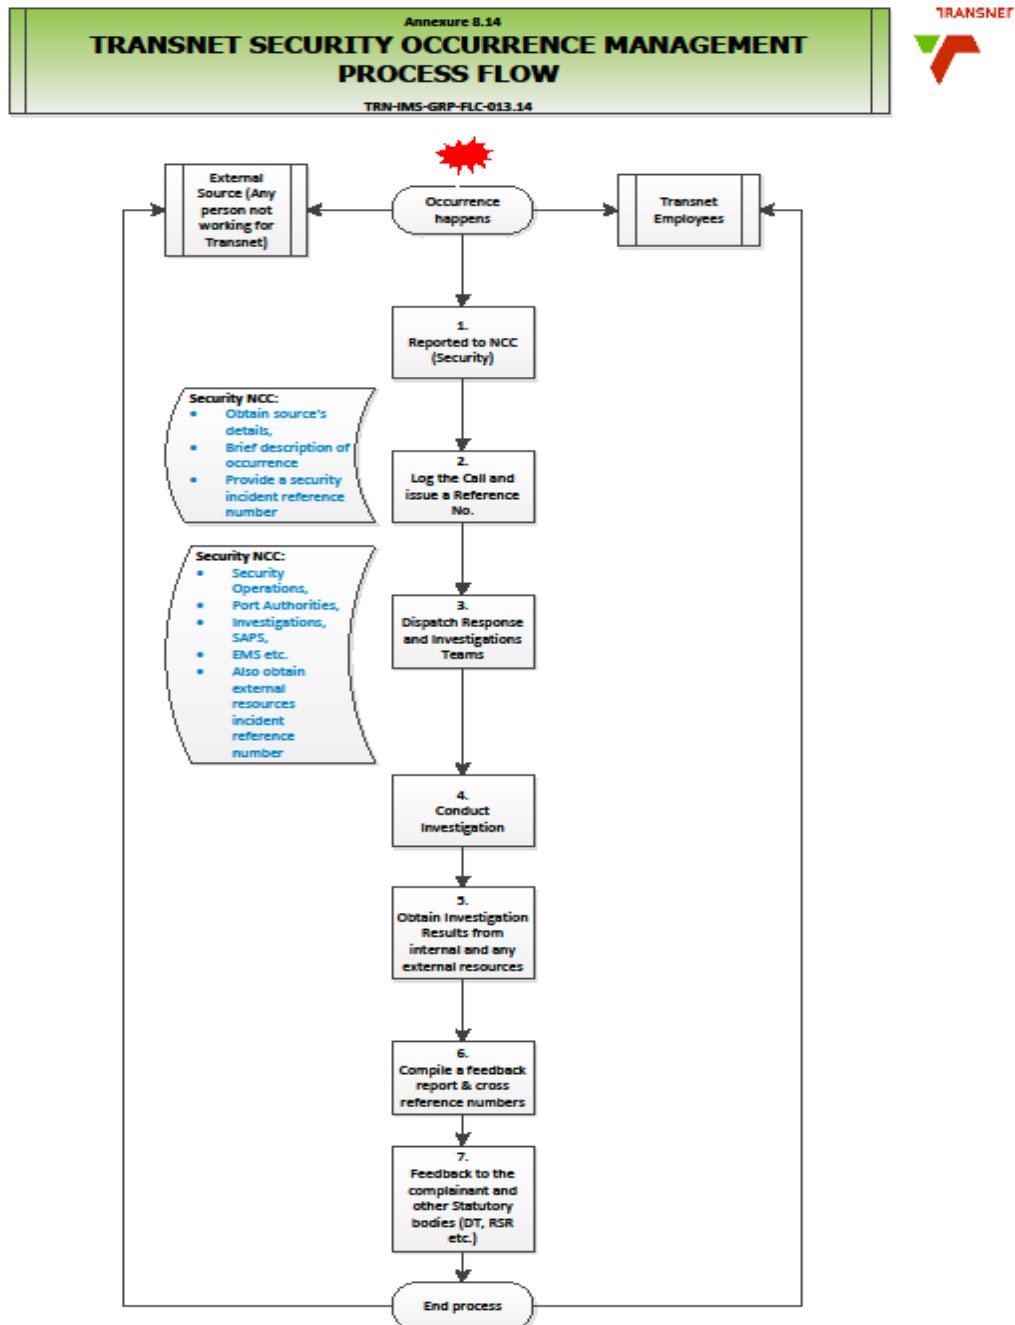 Annexure 8.14
TRANSNET SECURITY OCCURRENCE MANAGEMENT
PROCESS FLOW
TRN-IMS-GRP-FLC-013.14
TRANSNET
External
Source (Any
person not
working for
Transnet)
Occurrence
happens
Transnet
Employees
1.
Reported to NCC
(Security)
Security NCC:
• Obtain source's
details,
• Brief description of
occurrence
• Provide a security
incident reference
number
2.
Log the Call and
issue a Reference
No.
Security NCC:
• Security
Operations,
• Port Authorities,
• Investigations,
SAPS,
• EMS etc.
• Also obtain
external
resources
incident
reference
number
3.
Dispatch Response
and Investigations
Teams
4.
Conduct
Investigation
5.
Obtain Investigation
Results from
internal and any
external resources
6.
Compile a feedback
report & cross
reference numbers
7.
Feedback to the
complainant and
other Statutory
bodies (DT, RSR
etc.)
End process